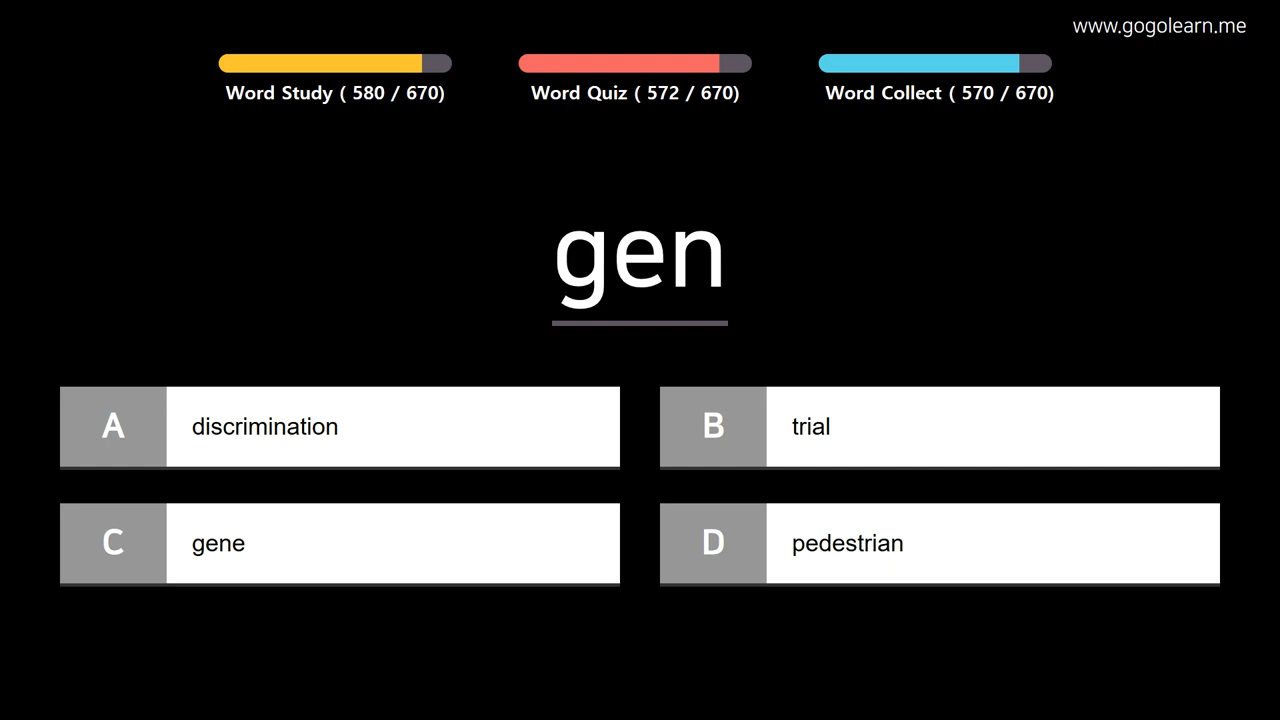 www.gogolearn.me
Word Study ( 580 / 670)
Word Quiz ( 572 / 670)
Word Collect ( 570 / 670)
gen
A
discrimination
B
trial
C
gene
D
pedestrian